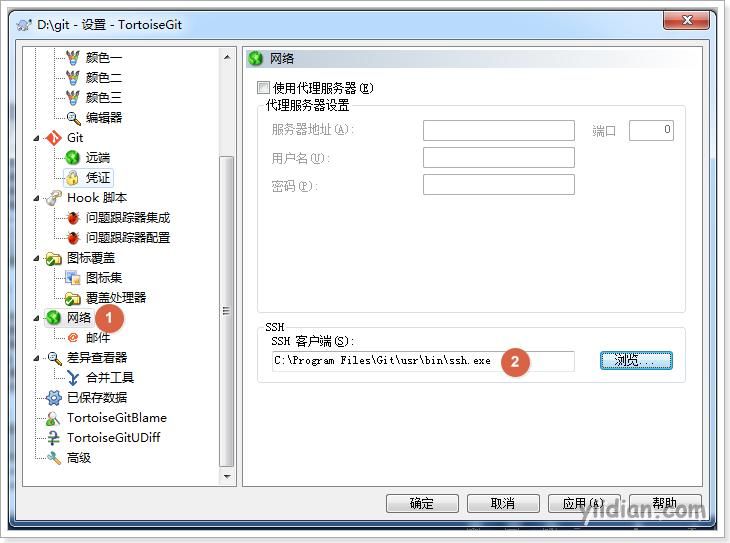 D:\git - 设置 - TortoiseGit
颜色一
颜色二
颜色三
编辑器
Git
远端
凭证
Hook 脚本
问题跟踪器集成
问题跟踪器配置
图标覆盖
图标集
覆盖处理器
网络 1
邮件
差异查看器
合并工具
已保存数据
TortoiseGitBlame
TortoiseGitUDiff
高级
网络
使用代理服务器(E)
代理服务器设置
服务器地址(A): 端口 0
用户名(U):
密码(P):
SSH
SSH 客户端(S):
C:\Program Files\Git\usr\bin\ssh.exe 2 浏览...
确定 取消 应用(A) 帮助
yiidian.com